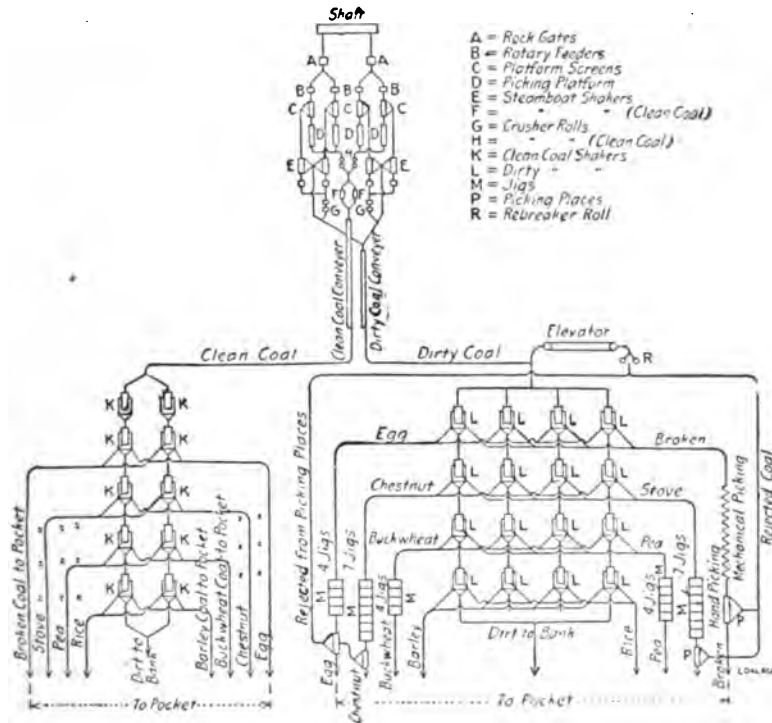 Shaft
A A
B B B B
C C C
D D D D
H
E E
F F
G G
A = Rock Gates
B = Rotary Feeders
C = Platform Screens
D = Picking Platform
E = Steamboat Shakers
F = " " (Clean Coal)
G = Crusher Rolls
H = " " (Clean Coal)
K = Clean Coal Shakers
L = Dirty " "
M = Jigs
P = Picking Places
R = Rebreaker Roll
Clean Coal Conveyer
Dirty Coal Conveyer
Clean Coal
Dirty Coal
Elevator
R
K K
K K
K K
K K
K K
Broken Coal to Pocket
Stove " "
Pea " "
Rice " "
Dirt to
Bank
Barley Coal to Pocket
Buckwheat Coal to Pocket
Chestnut " "
Egg " "
To Pocket
Rejected From Picking Places
L L L L
Egg
Broken
L L L L
Chestnut
Stove
L L L L
Buckwheat
Pea
L L L L
4 Jigs
M
7 Jigs
M
4 Jigs
M
Dirt to Bank
4 Jigs
M
7 Jigs
M
Mechanical Picking
Hand Picking
Rejected Coal
P
Egg
Chestnut
Buckwheat
Barley
Rice
Pea
Broken
To Pocket